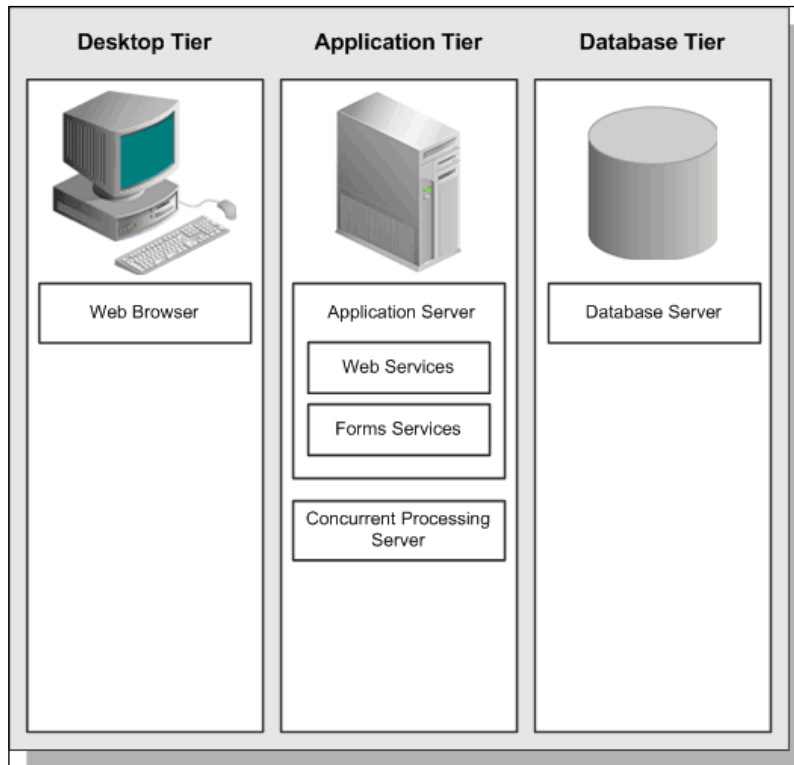 Desktop Tier
Application Tier
Database Tier
Web Browser
Application Server
Web Services
Forms Services
Concurrent Processing
Server
Database Server